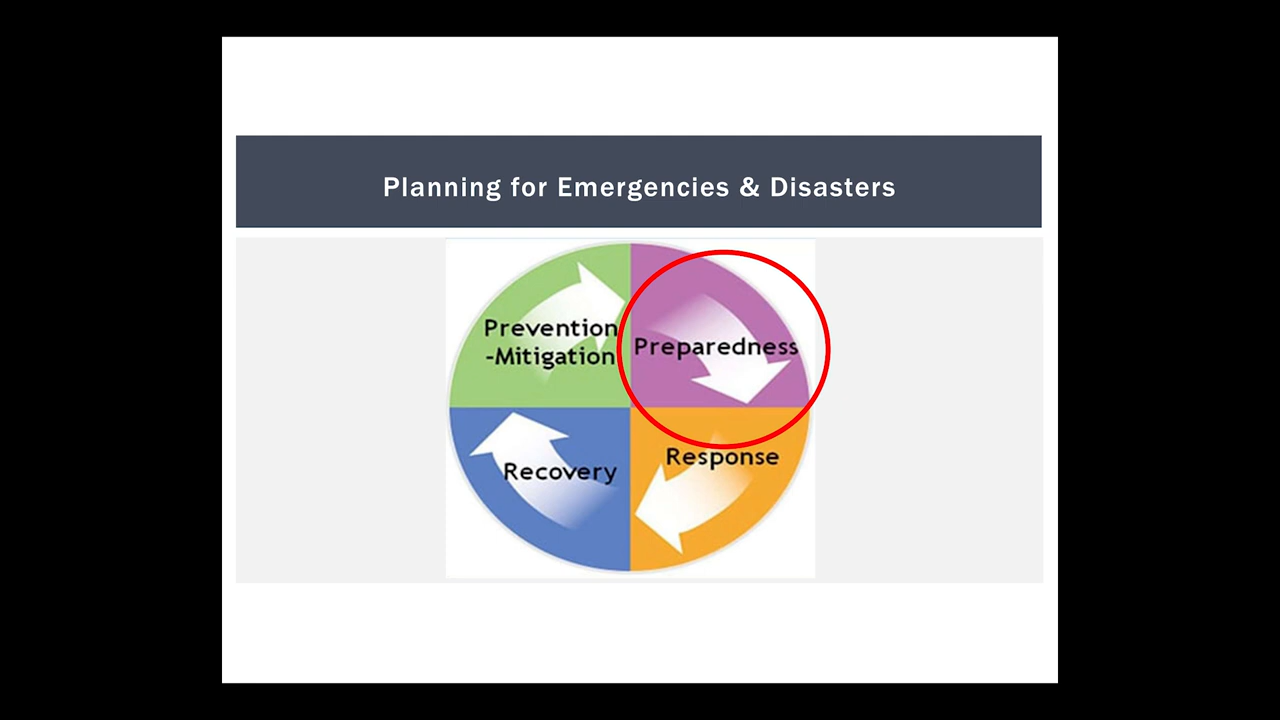 Planning for Emergencies & Disasters
Prevention
-Mitigation
Preparedness
Recovery
Response